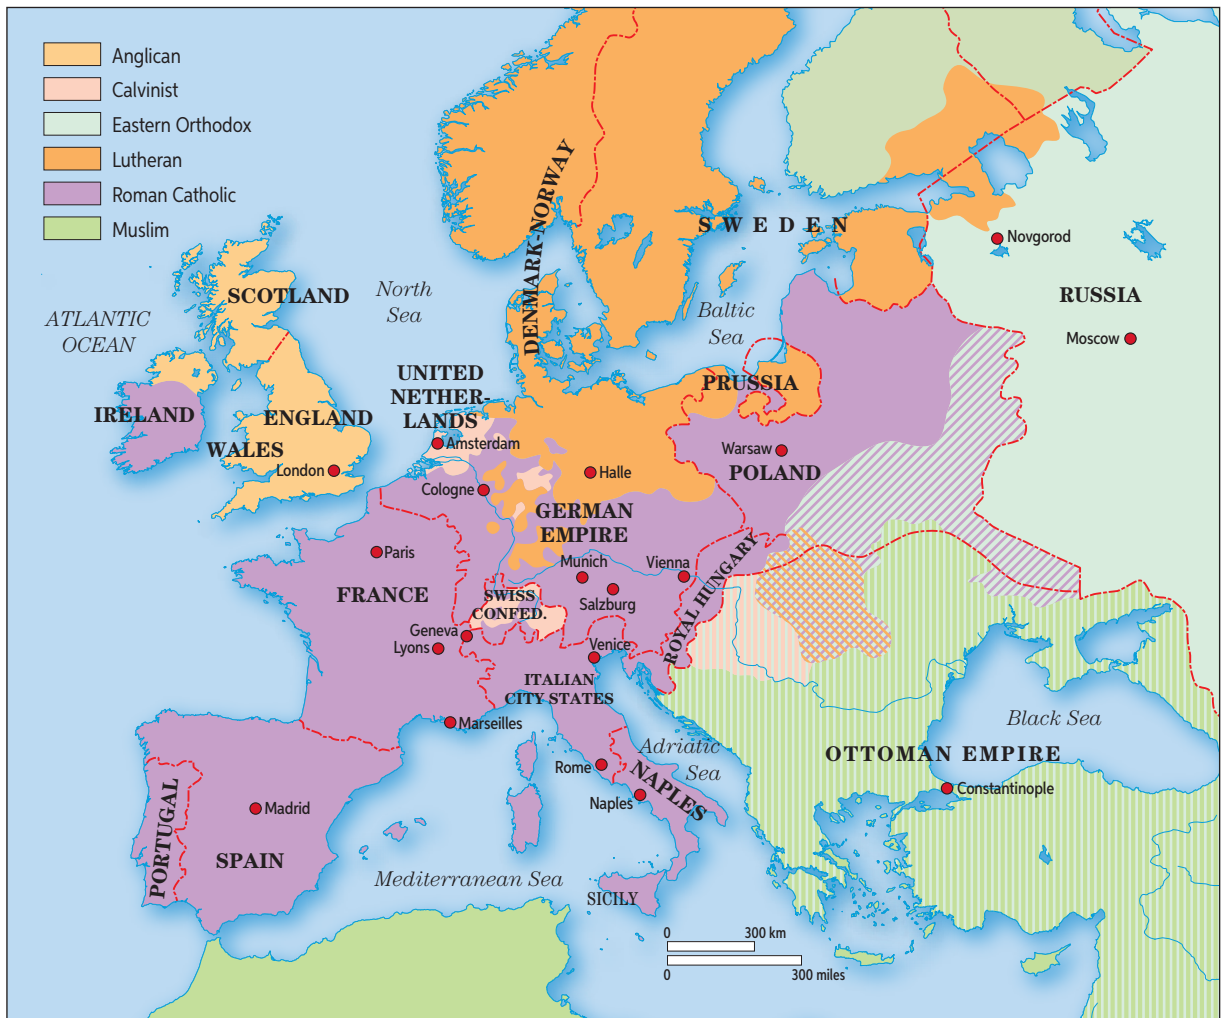 Anglican
Calvinist
Eastern Orthodox
Lutheran
Roman Catholic
Muslim
DENMARK-NORWAY
SWEDEN
Novgorod
SCOTLAND
North
Sea
ATLANTIC
OCEAN
Baltic
Sea
RUSSIA
Moscow
UNITED
NETHER-
LANDS
PRUSSIA
IRELAND
ENGLAND
WALES
Amsterdam
London
Warsaw
POLAND
Halle
Cologne
GERMAN
EMPIRE
Paris
Munich
Vienna
ROYAL HUNGARY
FRANCE
SWISS
CONFED.
Salzburg
Geneva
Lyons
Venice
ITALIAN
CITY STATES
Marseilles
Black Sea
Adriatic
Sea
OTTOMAN EMPIRE
Rome
NAPLES
Constantinople
Naples
PORTUGAL
Madrid
SPAIN
Mediterranean Sea
SICILY
0 300 km
0 300 miles